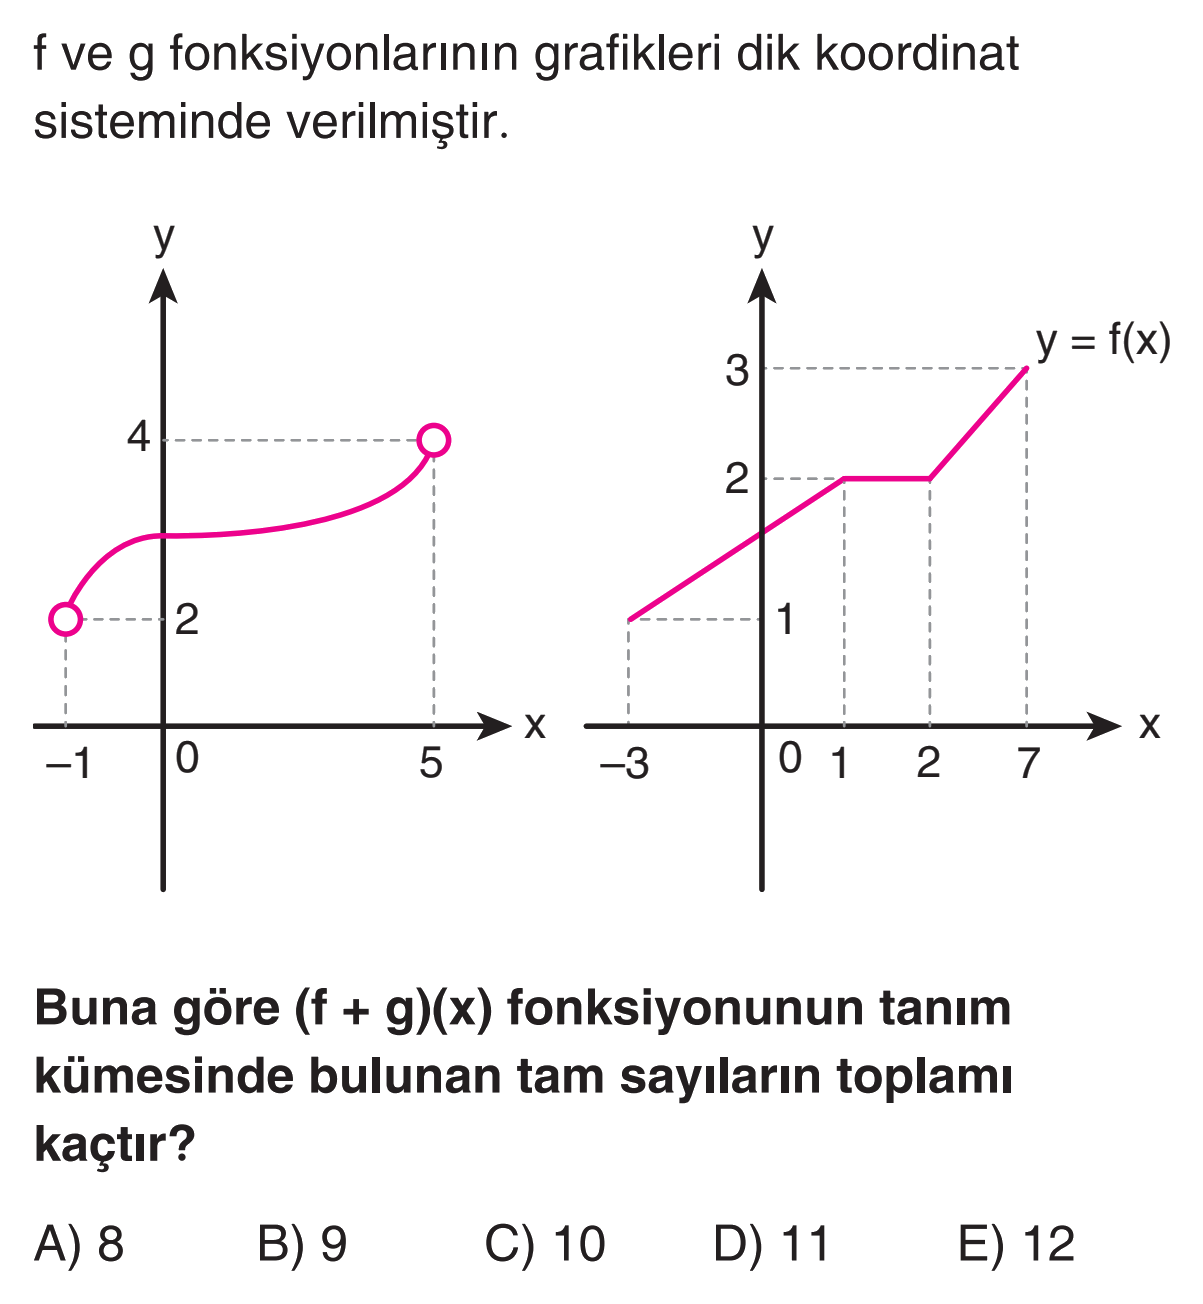 f ve g fonksiyonlarının grafikleri dik koordinat
sisteminde verilmiştir.
y
4
2
x
–1
0
5
y
y = f(x)
3
2
1
x
–3
0
1
2
7
Buna göre (f + g)(x) fonksiyonunun tanım
kümesinde bulunan tam sayıların toplamı
kaçtır?
A) 8 B) 9 C) 10 D) 11 E) 12